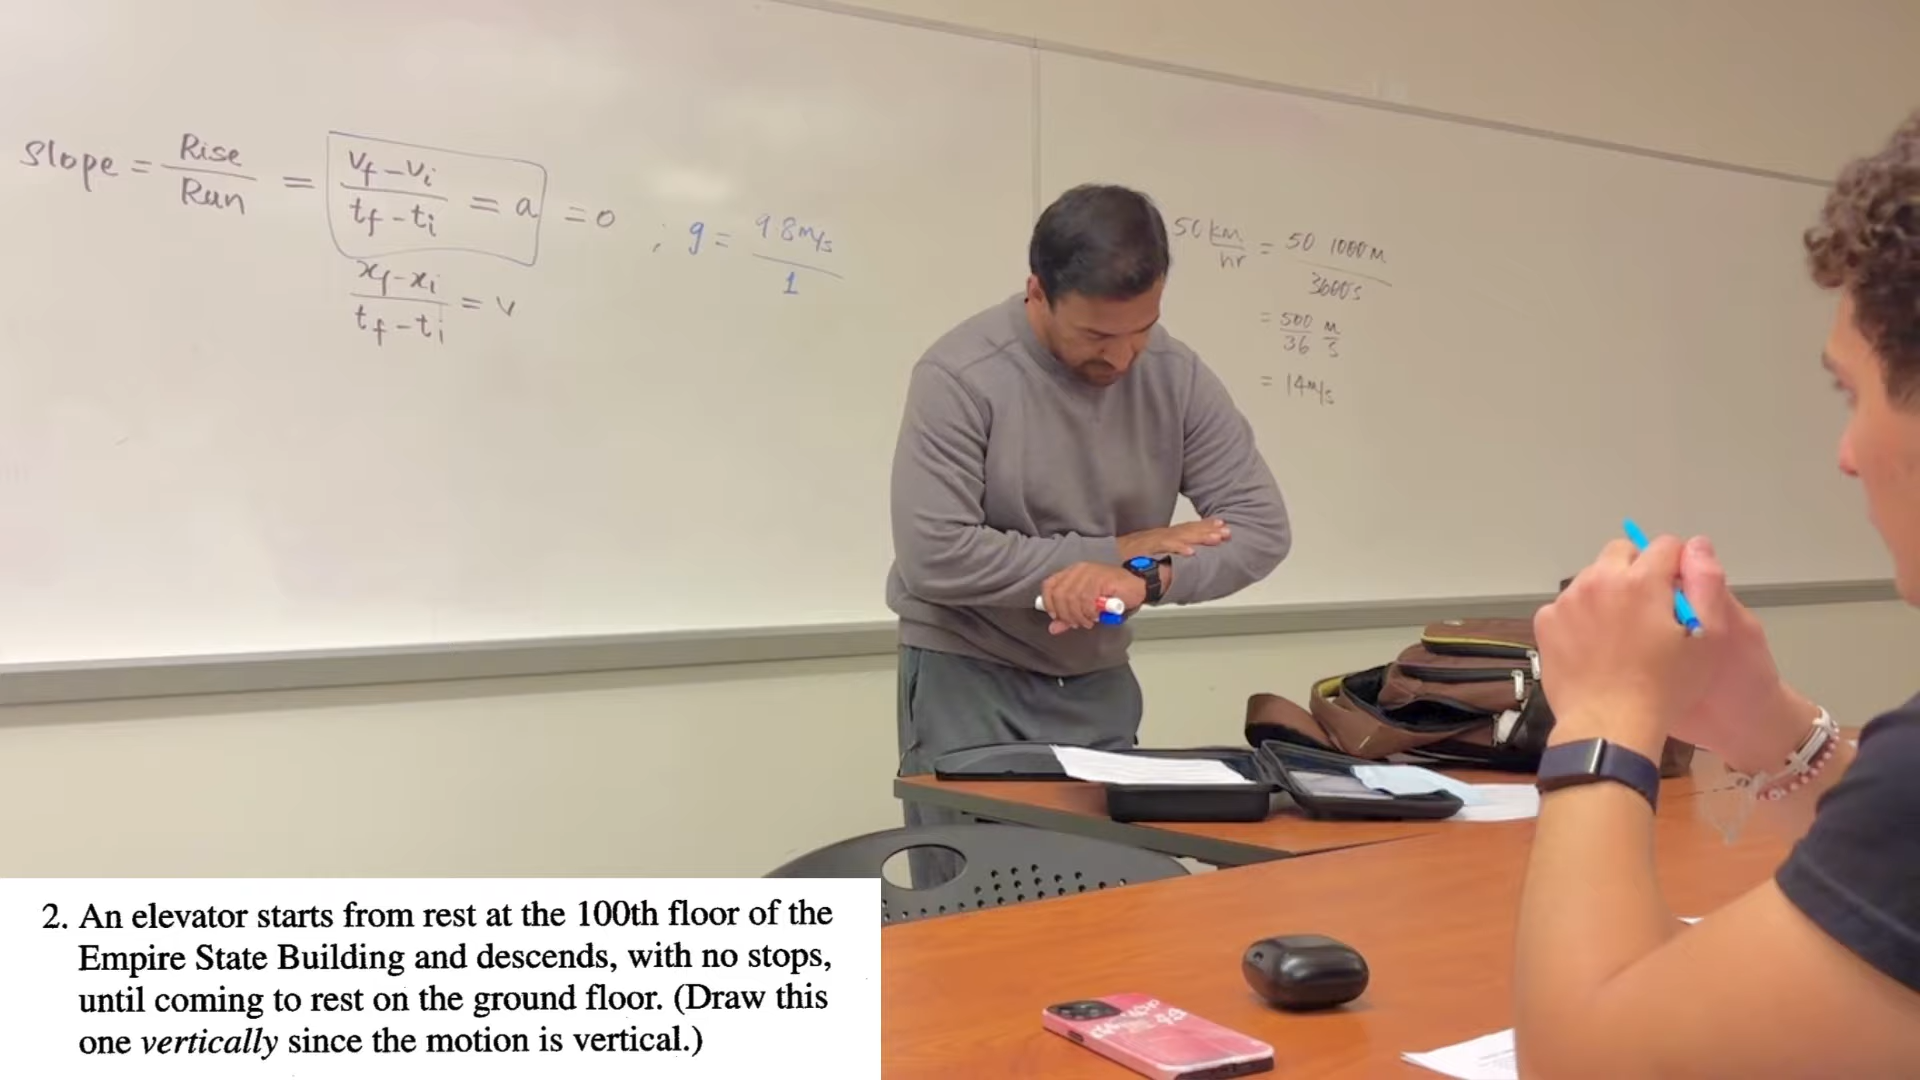 Slope = Rise / Run = (vf - vi) / (tf - ti) = a = 0 ; g = 9.8 m/s / 1
(xf - xi) / (tf - ti) = v
50 km / hr = 50 1000 M / 3600 s
= 500 / 36 M / s
= 14 m/s
2. An elevator starts from rest at the 100th floor of the
Empire State Building and descends, with no stops,
until coming to rest on the ground floor. (Draw this
one vertically since the motion is vertical.)